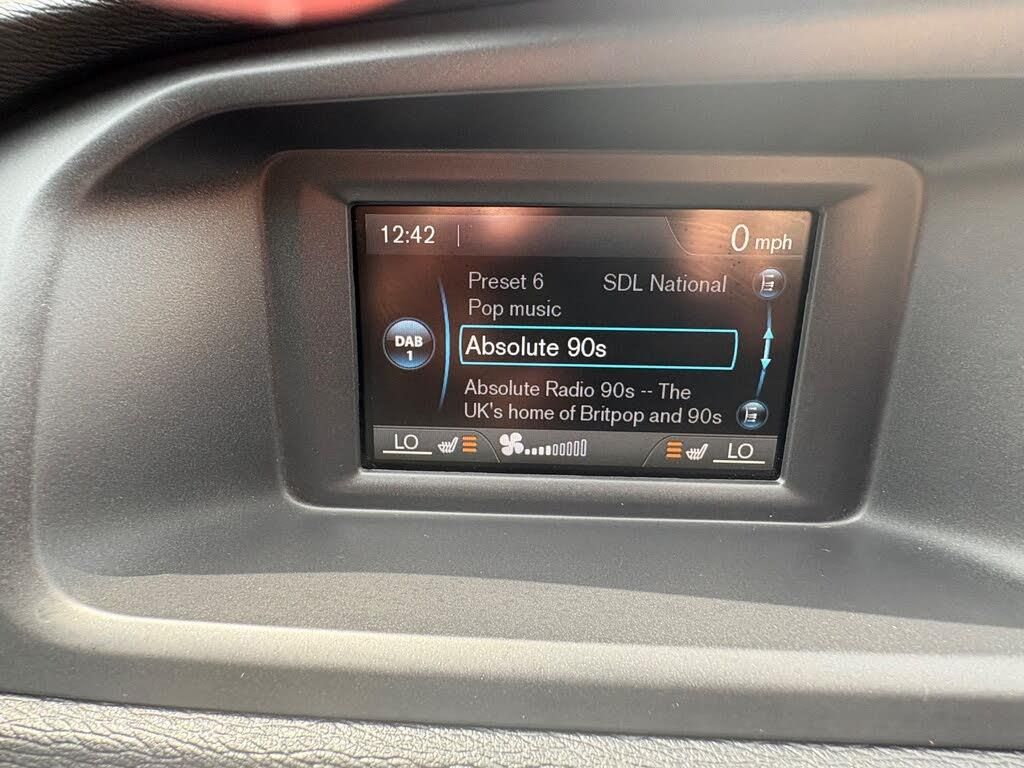 12:42
0 mph
Preset 6 SDL National
Pop music
DAB
1
Absolute 90s
Absolute Radio 90s -- The
UK's home of Britpop and 90s
LO LO